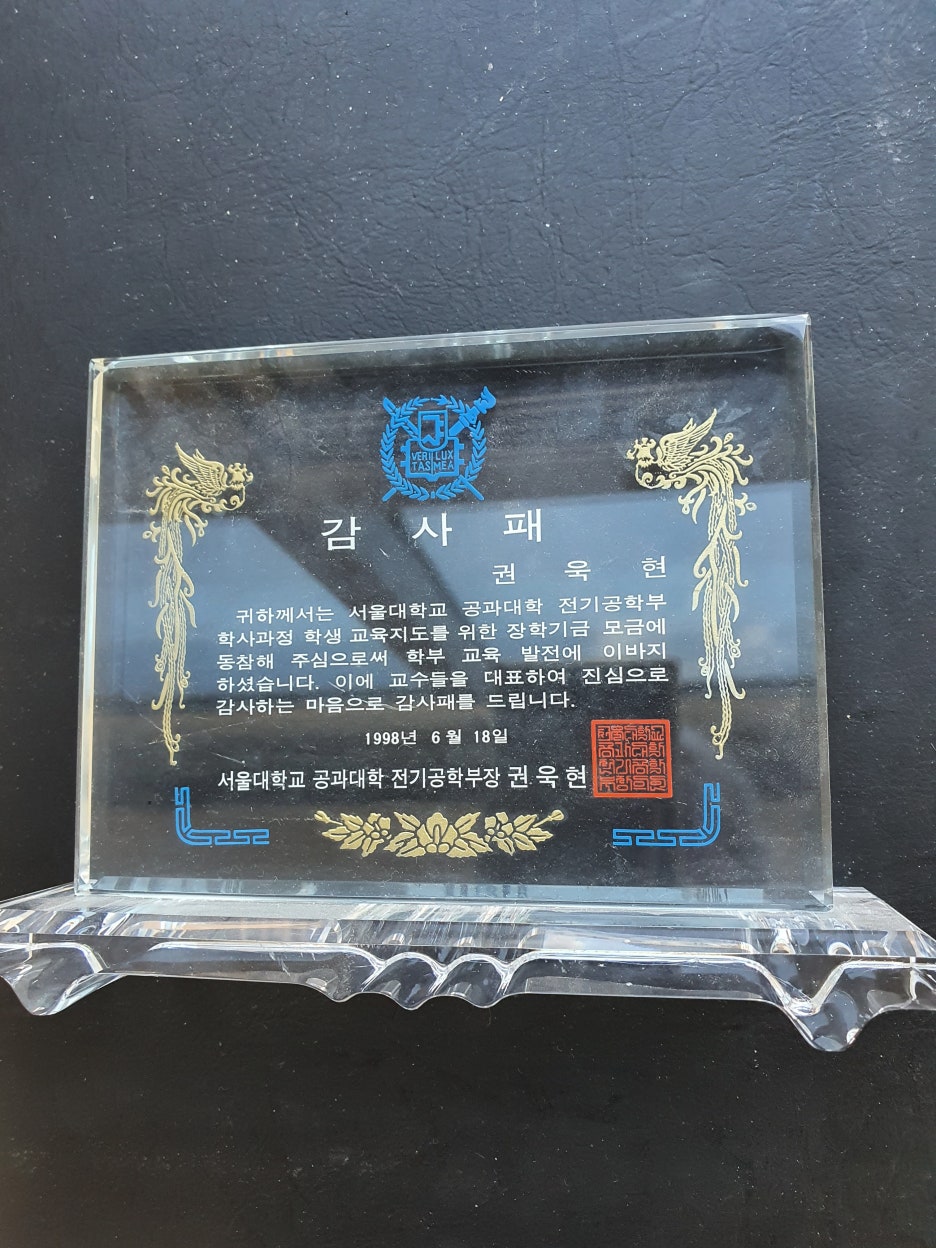 VERI LUX
TAS MEA
감 사 패
권 욱 현
귀하께서는 서울대학교 공과대학 전기공학부
학사과정 학생 교육지도를 위한 장학기금 모금에
동참해 주심으로써 학부 교육 발전에 이바지
하셨습니다. 이에 교수들을 대표하여 진심으로
감사하는 마음으로 감사패를 드립니다.
1998년 6월 18일
서울대학교 공과대학 전기공학부장 권욱현